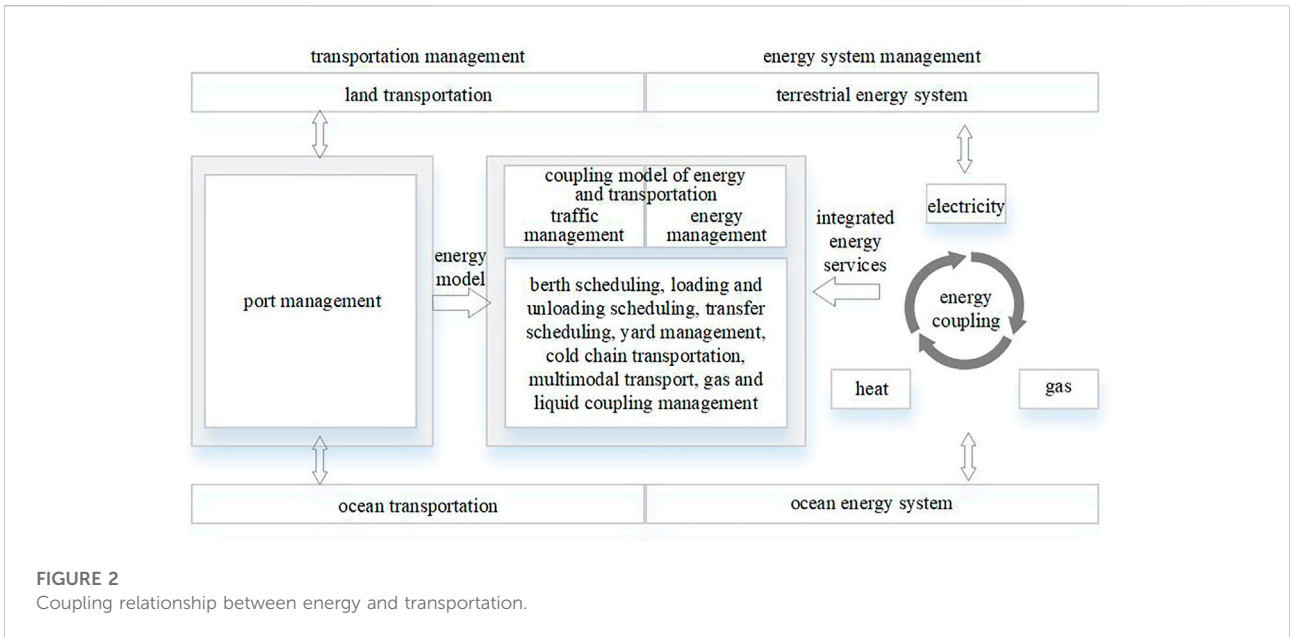 transportation management
energy system management
land transportation
terrestrial energy system
port management
energy
model
coupling model of energy
and transportation
traffic
management
energy
management
berth scheduling, loading and
unloading scheduling, transfer
scheduling, yard management,
cold chain transportation,
multimodal transport, gas and
liquid coupling management
integrated
energy
services
electricity
energy
coupling
heat
gas
ocean transportation
ocean energy system
FIGURE 2
Coupling relationship between energy and transportation.